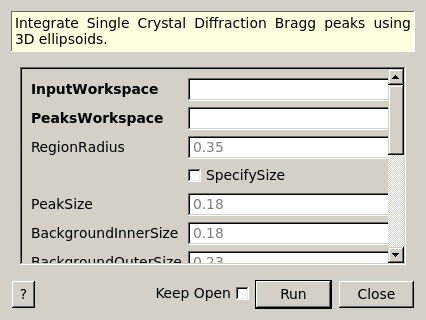 Integrate Single Crystal Diffraction Bragg peaks using
3D ellipsoids.
InputWorkspace
PeaksWorkspace
RegionRadius 0.35
SpecifySize
PeakSize 0.18
BackgroundInnerSize 0.18
BackgroundOuterSize 0.23
? Keep Open Run Close